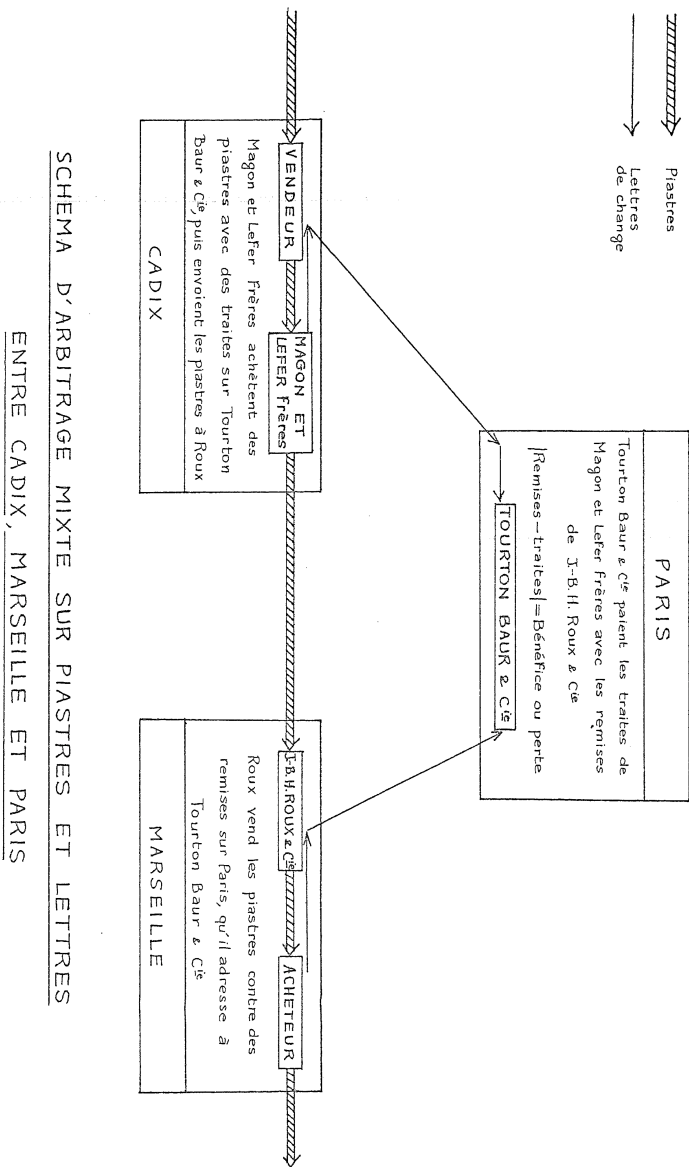 Piastres
Lettres
de change
PARIS
Tourton Baur & Cie paient les traites de
Magon et Lefer Frères avec les remises
de J-B.H. Roux & Cie
|Remises-traites|=Bénéfice ou perte
TOURTON BAUR & Cie
VENDEUR
MAGON ET
LEFER Frères
Magon et Lefer Frères achètent des
piastres avec des traites sur Tourton
Baur & Cie, puis envoient les piastres à Roux
CADIX
J-B.H. ROUX & Cie
ACHETEUR
Roux vend les piastres contre des
remises sur Paris, qu'il adresse à
Tourton Baur & Cie
MARSEILLE
SCHEMA D'ARBITRAGE MIXTE SUR PIASTRES ET LETTRES
ENTRE CADIX, MARSEILLE ET PARIS